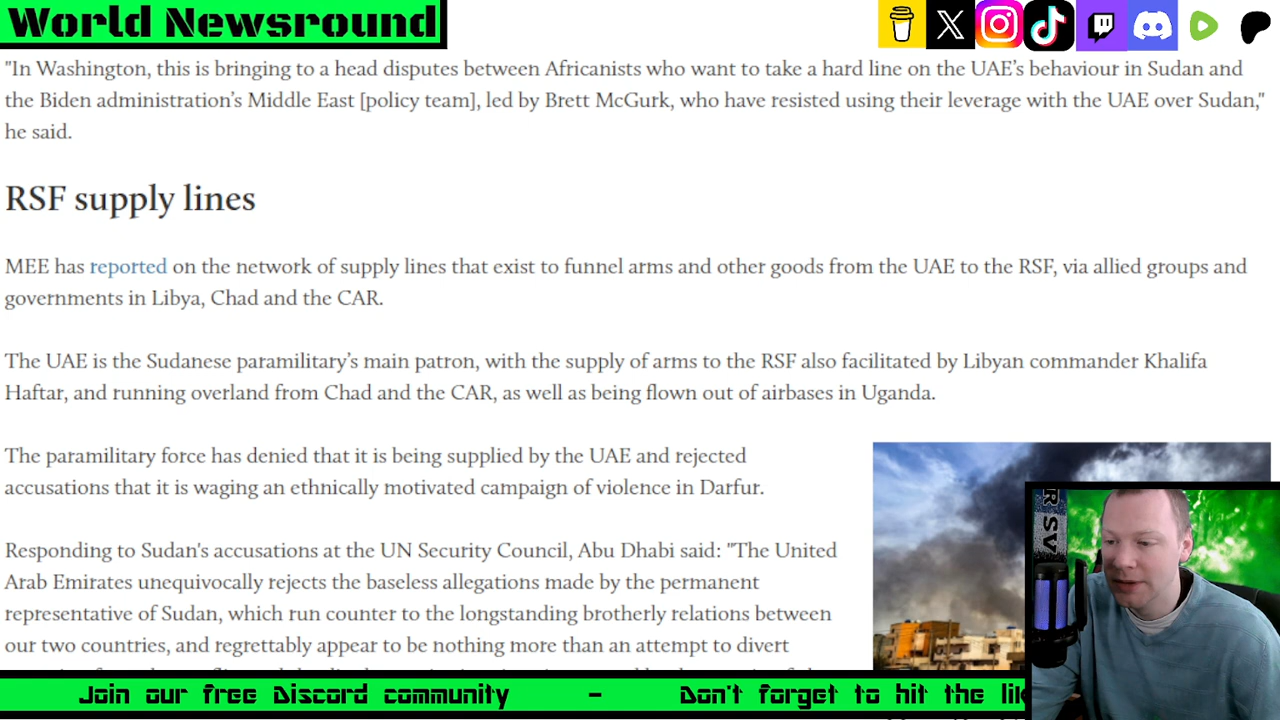 World Newsround
"In Washington, this is bringing to a head disputes between Africanists who want to take a hard line on the UAE's behaviour in Sudan and
the Biden administration's Middle East [policy team], led by Brett McGurk, who have resisted using their leverage with the UAE over Sudan,"
he said.
RSF supply lines
MEE has reported on the network of supply lines that exist to funnel arms and other goods from the UAE to the RSF, via allied groups and
governments in Libya, Chad and the CAR.
The UAE is the Sudanese paramilitary's main patron, with the supply of arms to the RSF also facilitated by Libyan commander Khalifa
Haftar, and running overland from Chad and the CAR, as well as being flown out of airbases in Uganda.
The paramilitary force has denied that it is being supplied by the UAE and rejected
accusations that it is waging an ethnically motivated campaign of violence in Darfur.
Responding to Sudan's accusations at the UN Security Council, Abu Dhabi said: "The United
Arab Emirates unequivocally rejects the baseless allegations made by the permanent
representative of Sudan, which run counter to the longstanding brotherly relations between
our two countries, and regrettably appear to be nothing more than an attempt to divert
R SV
Join our free Discord community - Don't forget to hit the lik